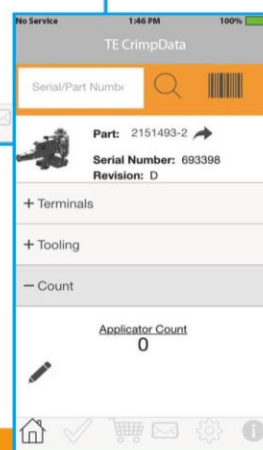 No Service 1:46 PM 100%
TE CrimpData
Serial/Part Numbe
Part: 2151493-2
Serial Number: 693398
Revision: D
+ Terminals
+ Tooling
− Count
Applicator Count
0